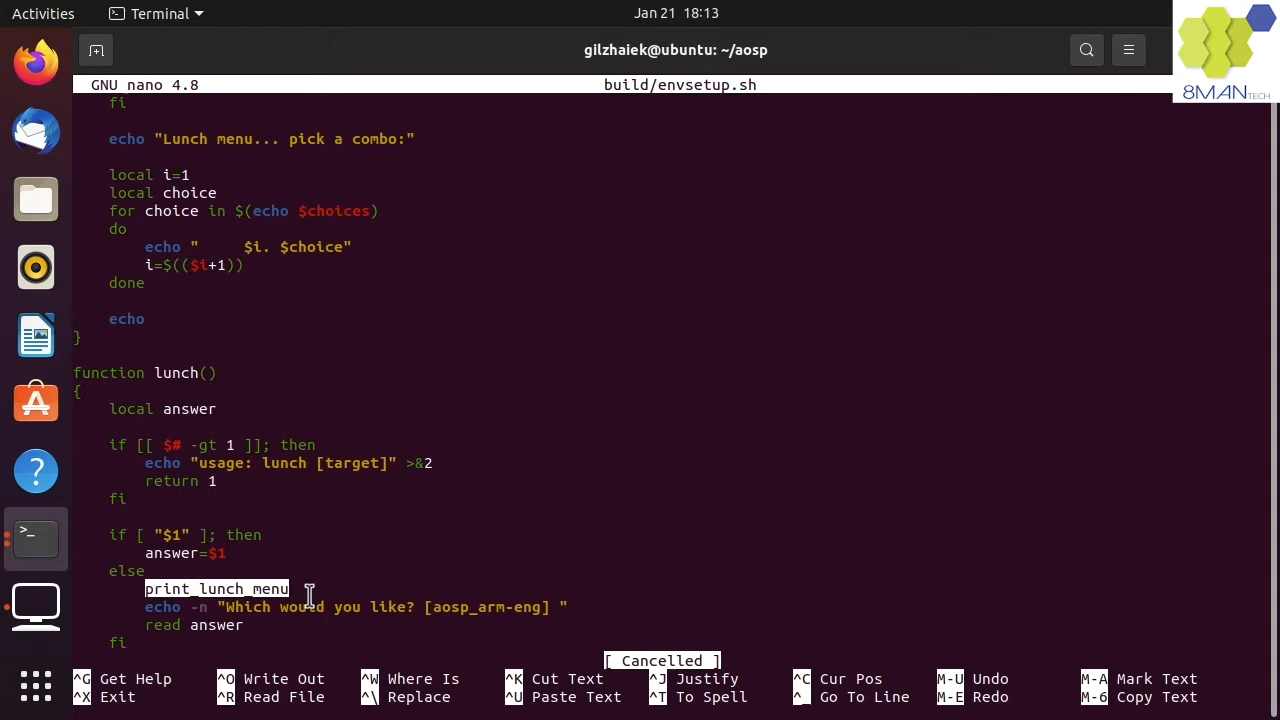 Activities
Terminal
Jan 21 18:13
gilzhaiek@ubuntu: ~/aosp
8MANTECH
GNU nano 4.8 build/envsetup.sh
    fi

    echo "Lunch menu... pick a combo:"

    local i=1
    local choice
    for choice in $(echo $choices)
    do
        echo "     $i. $choice"
        i=$(($i+1))
    done

    echo
}

function lunch()
{
    local answer

    if [[ $# -gt 1 ]]; then
        echo "usage: lunch [target]" >&2
        return 1
    fi

    if [ "$1" ]; then
        answer=$1
    else
        print_lunch_menu
        echo -n "Which would you like? [aosp_arm-eng] "
        read answer
    fi
[ Cancelled ]
^G Get Help ^O Write Out ^W Where Is ^K Cut Text ^J Justify ^C Cur Pos M-U Undo M-A Mark Text
^X Exit ^R Read File ^\ Replace ^U Paste Text ^T To Spell ^_ Go To Line M-E Redo M-6 Copy Text